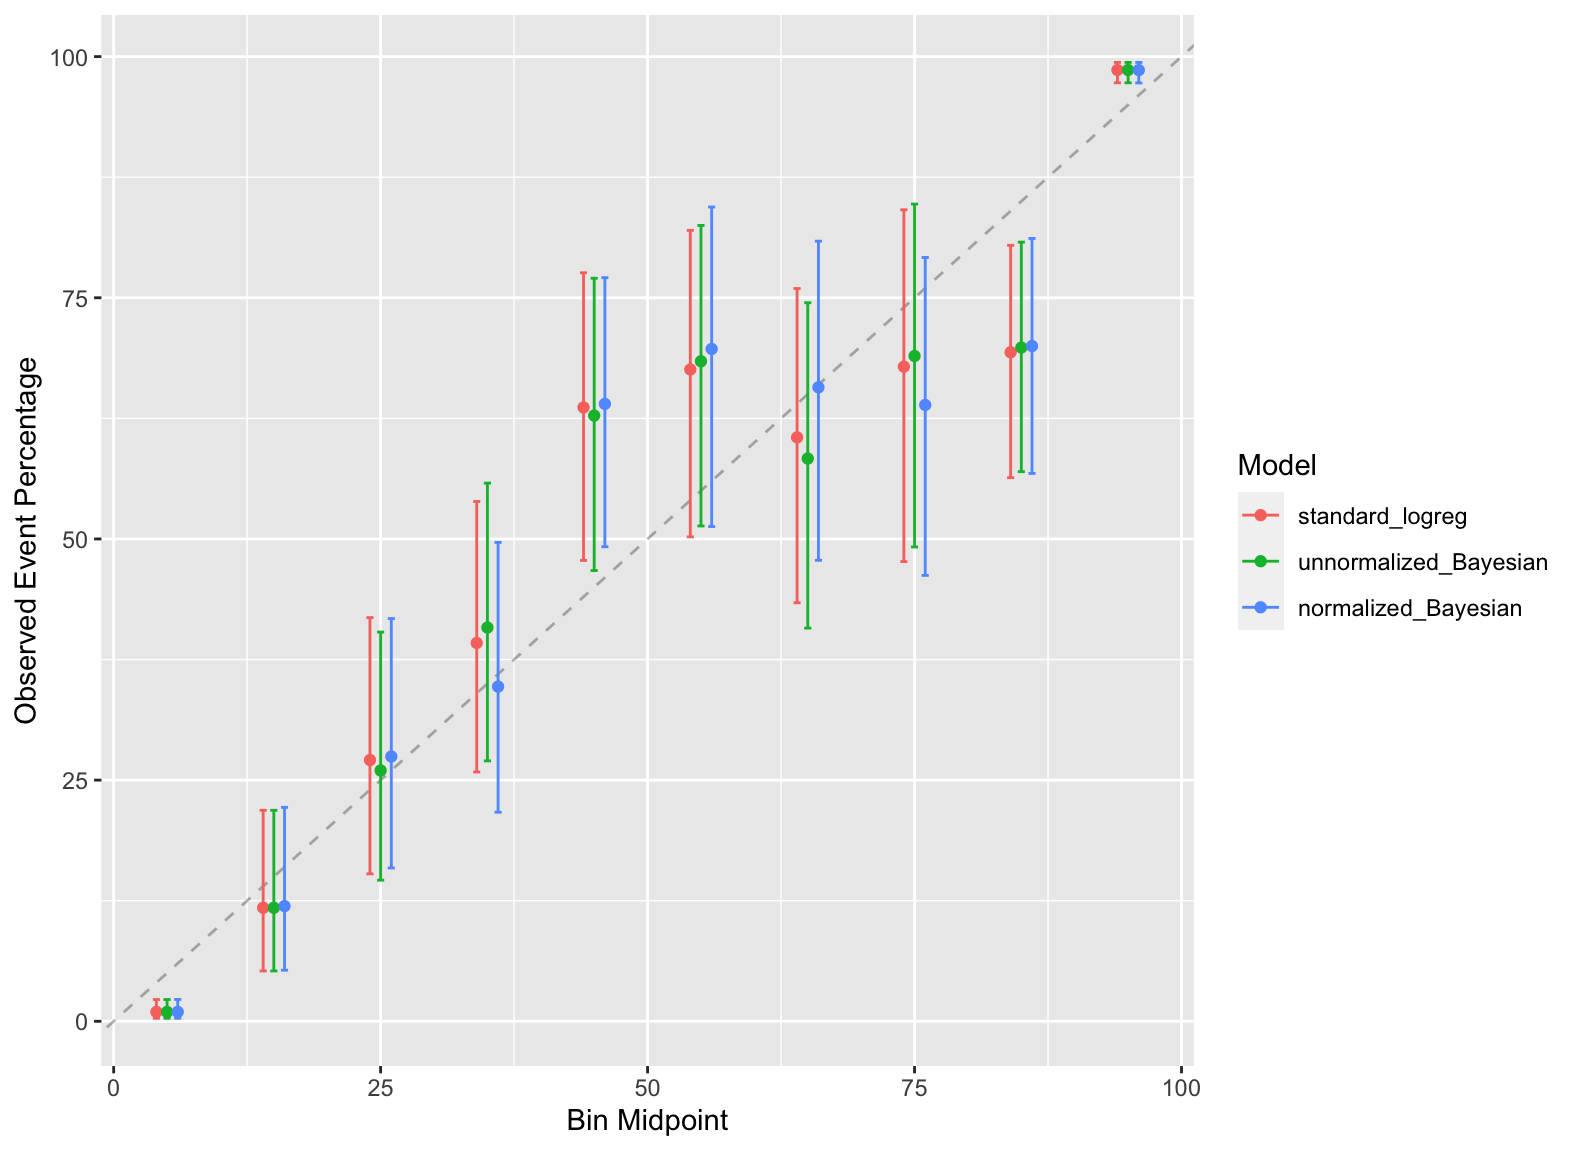 100
75
50
25
0
Observed Event Percentage
0 25 50 75 100
Bin Midpoint
Model
standard_logreg
unnormalized_Bayesian
normalized_Bayesian